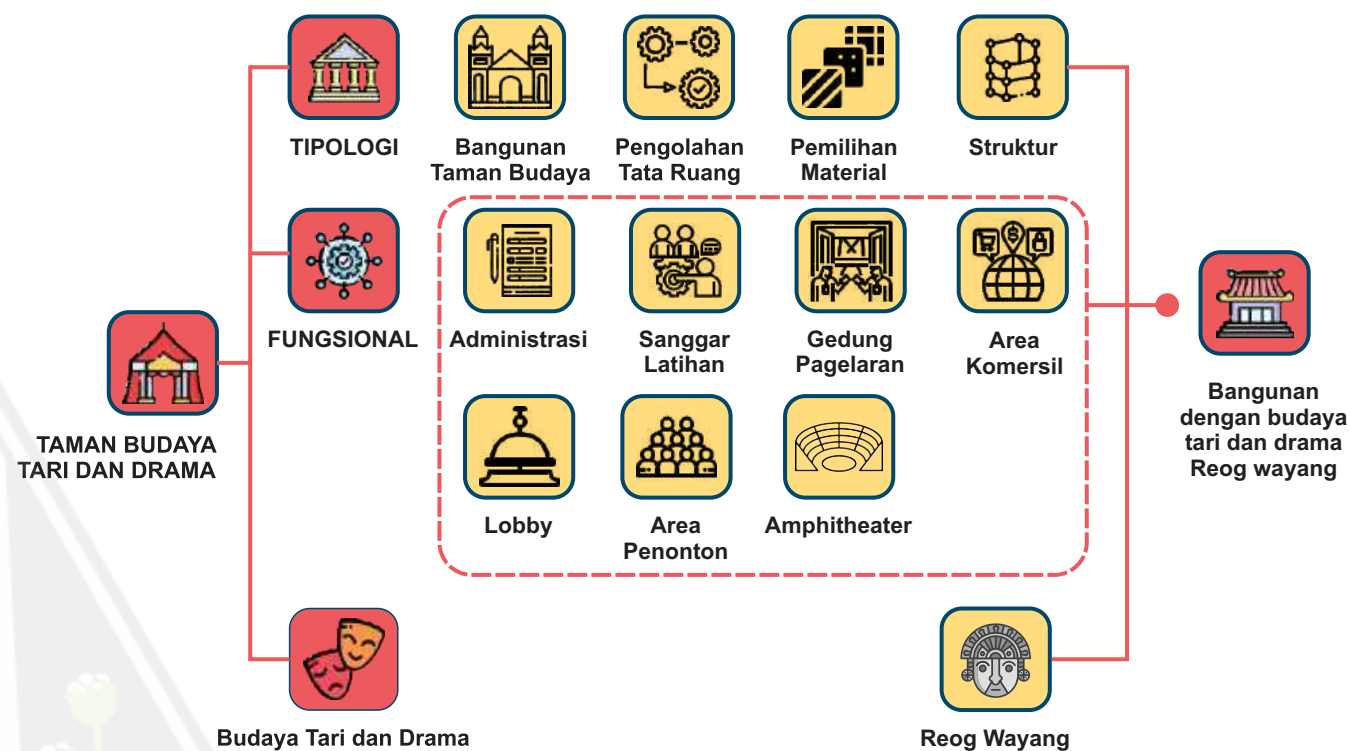 TIPOLOGI
Bangunan
Taman Budaya
Pengolahan
Tata Ruang
Pemilihan
Material
Struktur
FUNGSIONAL
Administrasi
Sanggar
Latihan
Gedung
Pagelaran
Area
Komersil
TAMAN BUDAYA
TARI DAN DRAMA
Lobby
Area
Penonton
Amphitheater
Bangunan
dengan budaya
tari dan drama
Reog wayang
Budaya Tari dan Drama
Reog Wayang